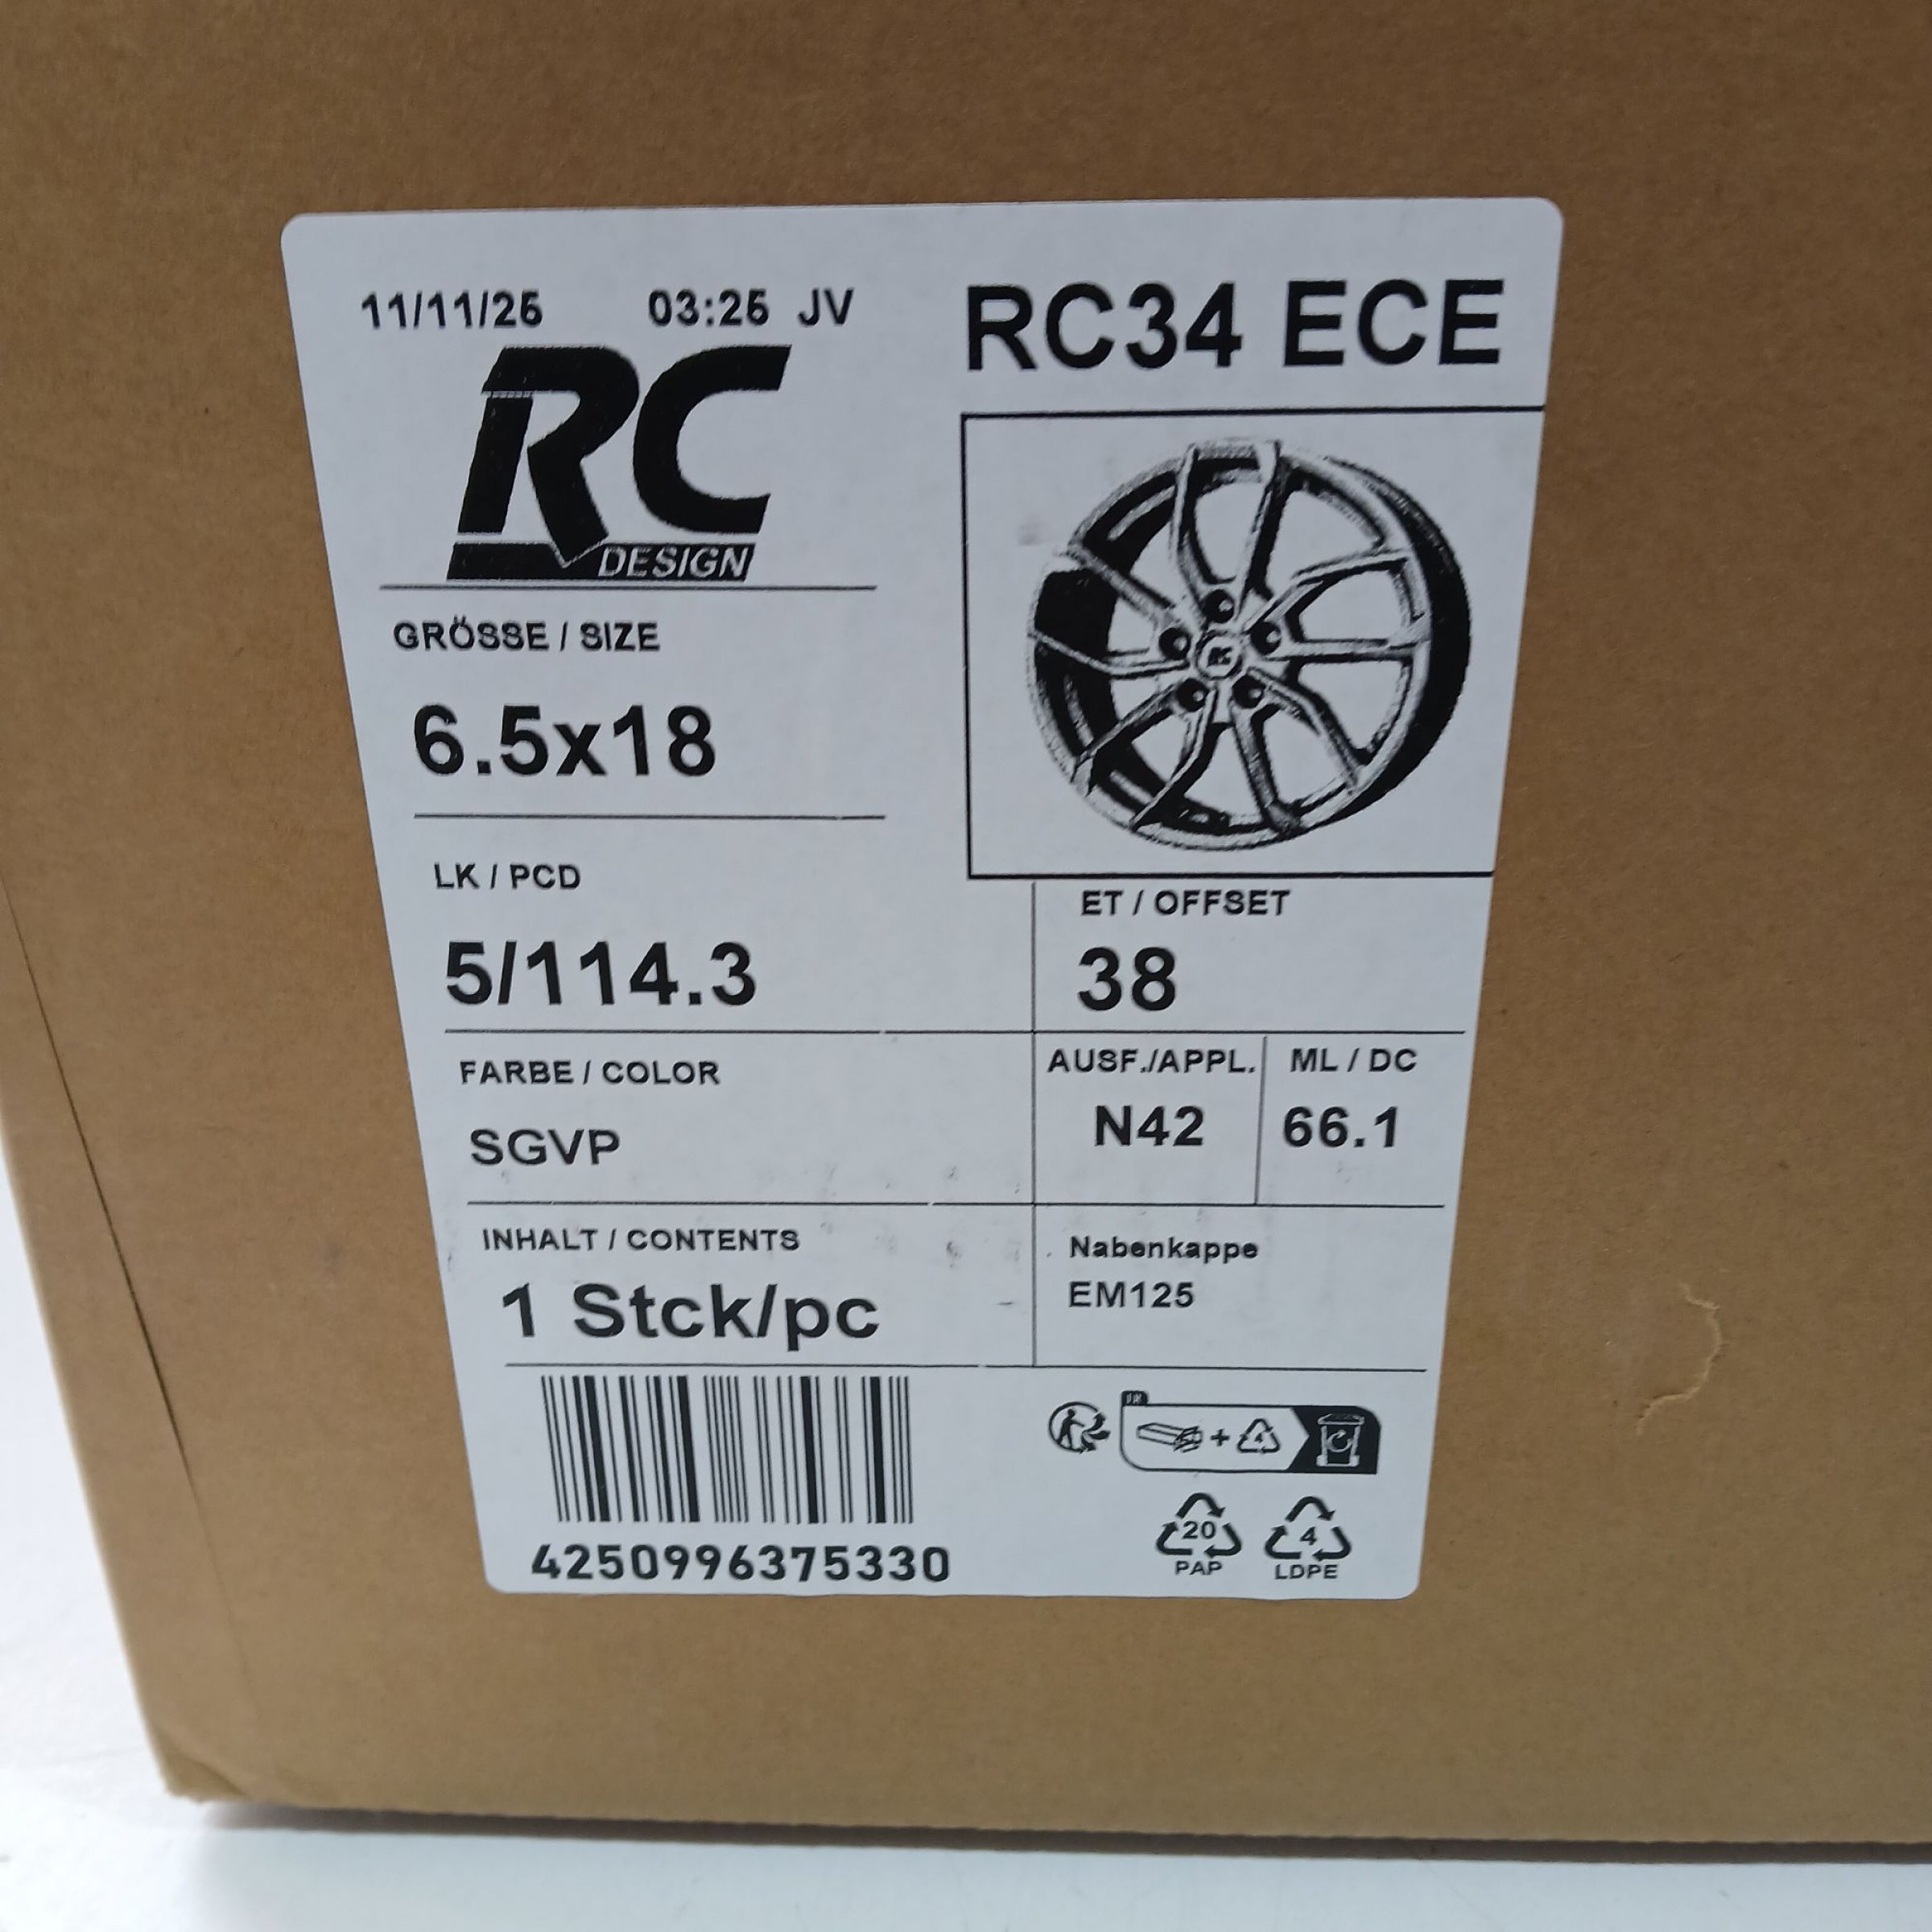 11/11/25 03:25 JV
RC34 ECE
RC
DESIGN
GRÖSSE / SIZE
6.5x18
LK / PCD
5/114.3
ET / OFFSET
38
FARBE / COLOR
SGVP
AUSF./APPL.
N42
ML / DC
66.1
INHALT / CONTENTS
1 Stck/pc
Nabenkappe
EM125
4250996375330
FR
+
4
20
PAP
4
LDPE